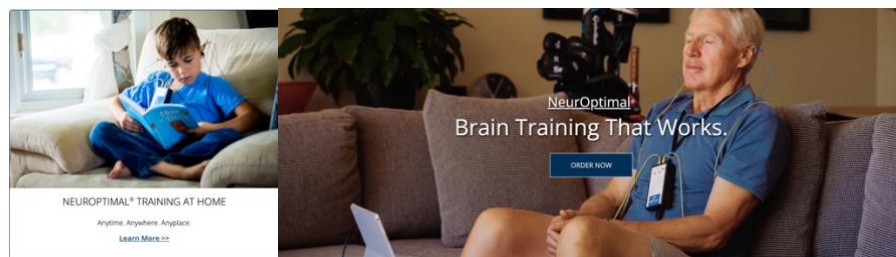 NEUROPTIMAL® TRAINING AT HOME
Anytime. Anywhere. Anyplace.
Learn More >>
NeurOptimal
Brain Training That Works.
ORDER NOW